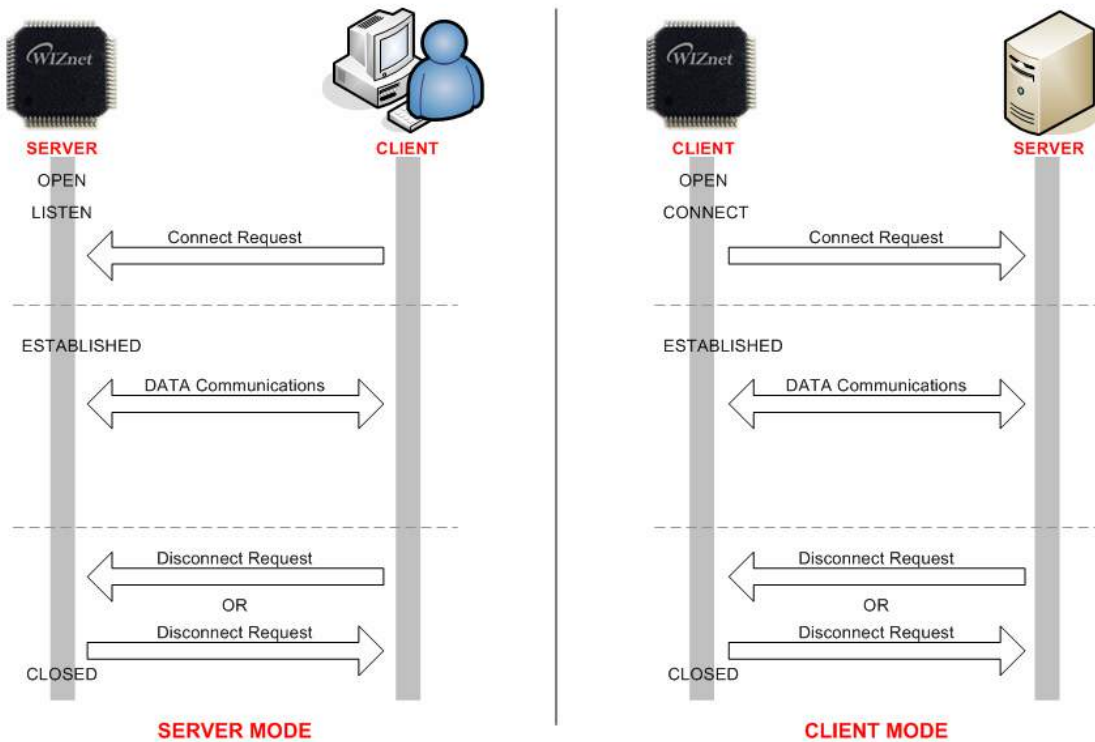 WIZnet
SERVER
CLIENT
OPEN
LISTEN
Connect Request
ESTABLISHED
DATA Communications
Disconnect Request
OR
Disconnect Request
CLOSED
SERVER MODE
WIZnet
CLIENT
SERVER
OPEN
CONNECT
Connect Request
ESTABLISHED
DATA Communications
Disconnect Request
OR
Disconnect Request
CLOSED
CLIENT MODE